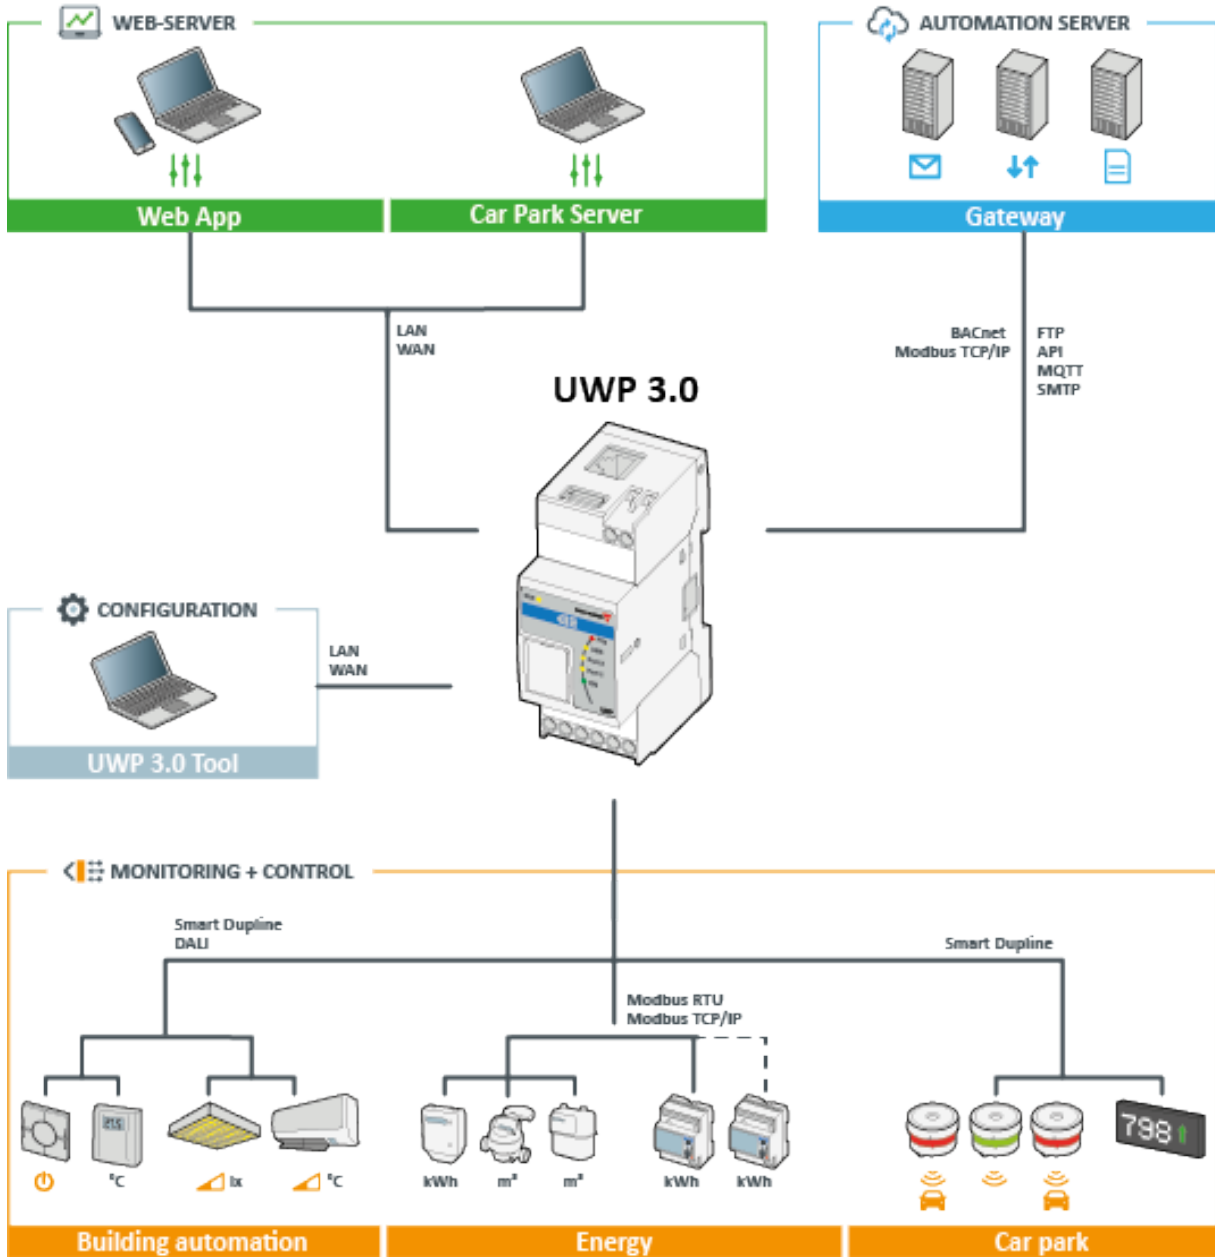 WEB-SERVER
AUTOMATION SERVER
Web App
Car Park Server
Gateway
LAN
WAN
BACnet
Modbus TCP/IP
FTP
API
MQTT
SMTP
UWP 3.0
CONFIGURATION
LAN
WAN
UWP 3.0 Tool
MONITORING + CONTROL
Smart Dupline
DALI
Smart Dupline
Modbus RTU
Modbus TCP/IP
798
°C
lx
°C
kWh
m³
m³
kWh
kWh
Building automation
Energy
Car park